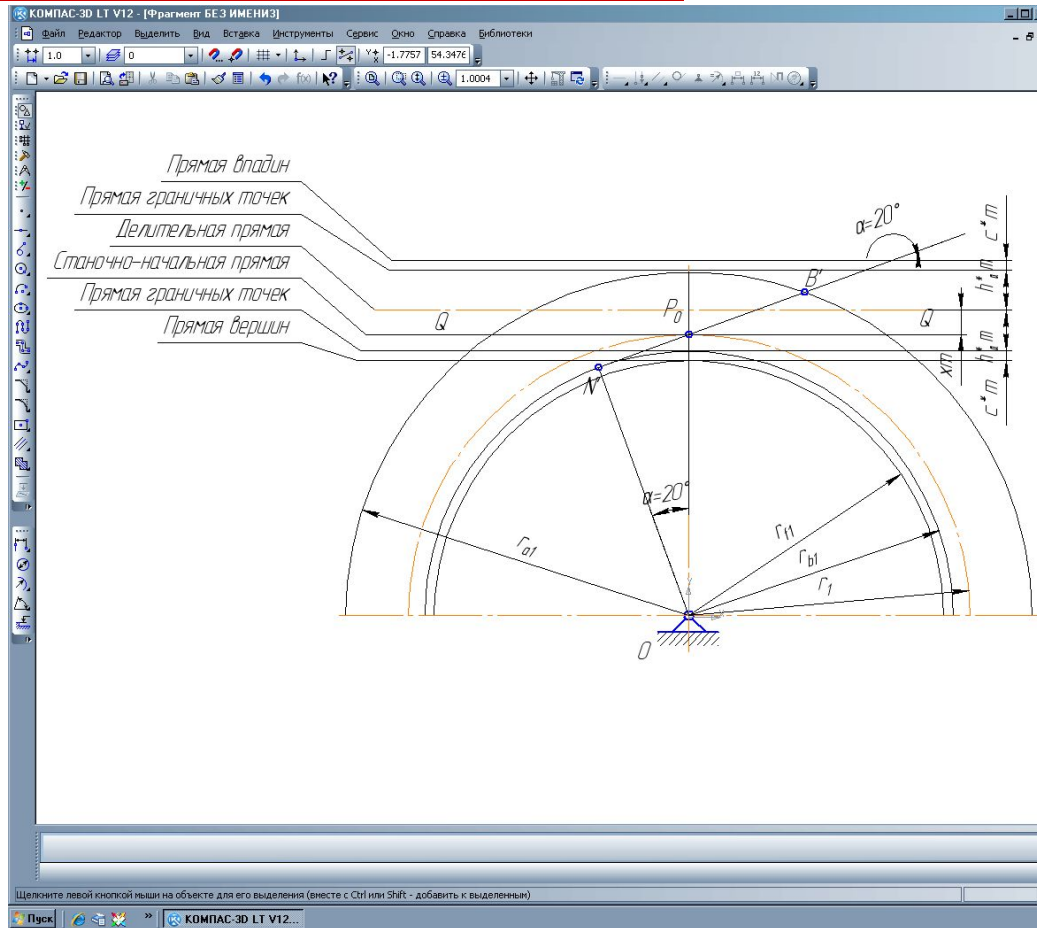 КОМПАС-3D LT V12 - [Фрагмент БЕЗ ИМЕНИ3]
Файл Редактор Выделить Вид Вставка Инструменты Сервис Окно Справка Библиотеки
1.0 0 -1.7757 54.3476
1.0004
Прямая впадин
Прямая граничных точек
Делительная прямая
Станочно-начальная прямая
Прямая граничных точек
Прямая вершин
α=20°
c*m
h*a m
B'
P0
Q
Q
xm
h*a m
c*m
N'
α=20°
ra1
rf1
rb1
r1
O
Щелкните левой кнопкой мыши на объекте для его выделения (вместе с Ctrl или Shift - добавить к выделенным)
Пуск » КОМПАС-3D LT V12...